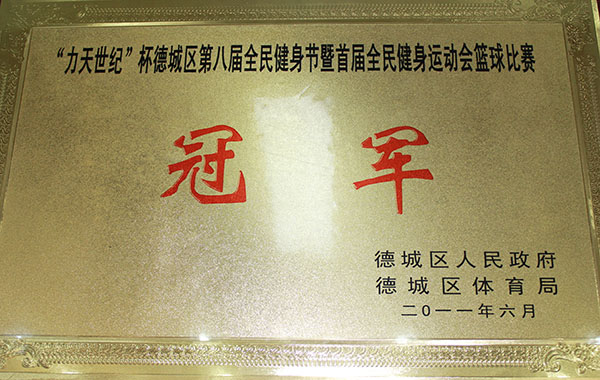 “力天世纪”杯德城区第八届全民健身节暨首届全民健身运动会篮球比赛
冠军
德城区人民政府
德城区体育局
二0一一年六月